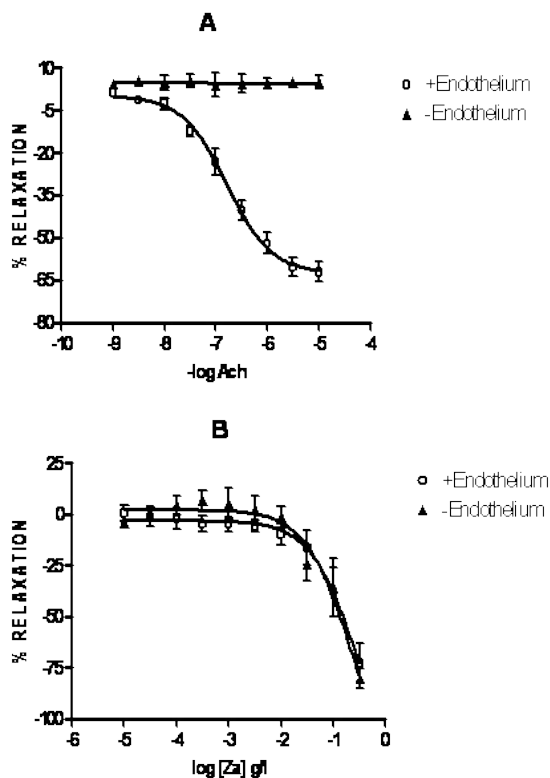 A
10
-5
-20
-35
-50
-65
-80
% RELAXATION
-10 -9 -8 -7 -6 -5 -4
-log Ach
+Endothelium
-Endothelium
B
25
0
-25
-50
-75
-100
% RELAXATION
-6 -5 -4 -3 -2 -1 0
log [Za] g/l
+Endothelium
-Endothelium